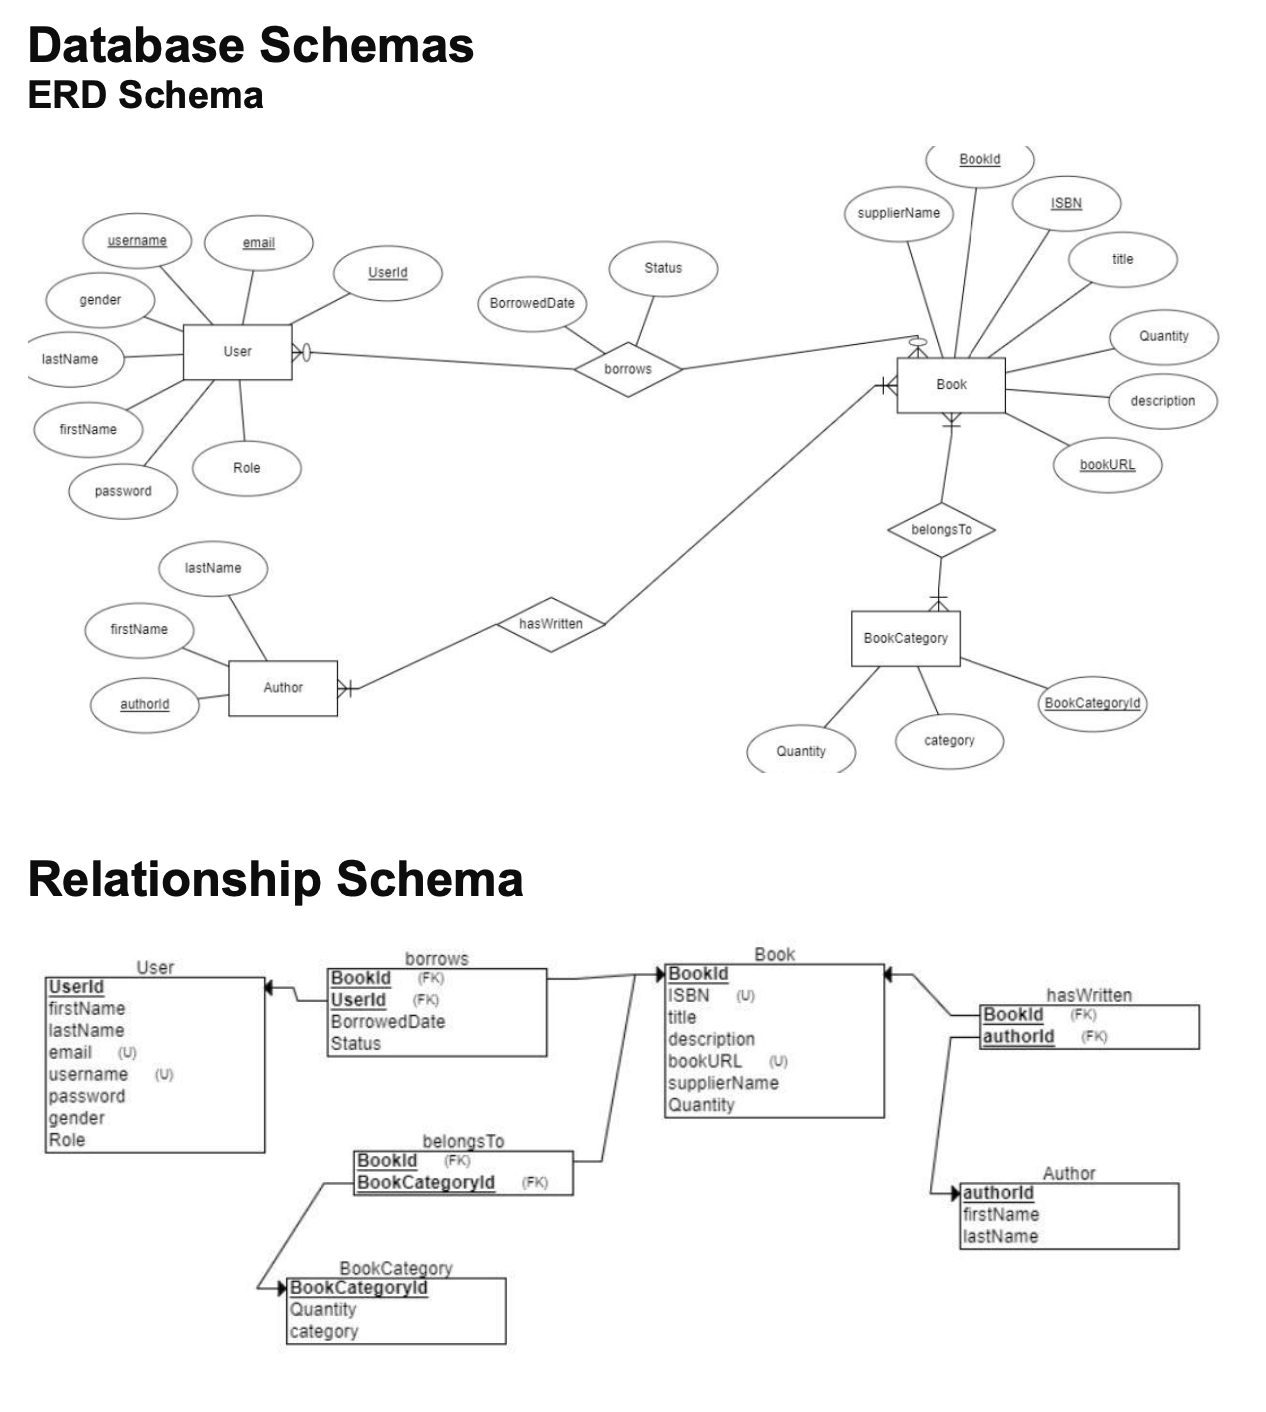 Database Schemas
ERD Schema
BookId
supplierName
ISBN
username
email
title
UserId
Status
gender
BorrowedDate
Quantity
User
lastName
borrows
Book
description
firstName
Role
bookURL
password
belongsTo
lastName
hasWritten
firstName
BookCategory
Author
authorId
BookCategoryId
category
Quantity
Relationship Schema
User
UserId
firstName
lastName
email (U)
username (U)
password
gender
Role
borrows
BookId (FK)
UserId (FK)
BorrowedDate
Status
Book
BookId
ISBN (U)
title
description
bookURL (U)
supplierName
Quantity
hasWritten
BookId (FK)
authorId (FK)
belongsTo
BookId (FK)
BookCategoryId (FK)
Author
authorId
firstName
lastName
BookCategory
BookCategoryId
Quantity
category